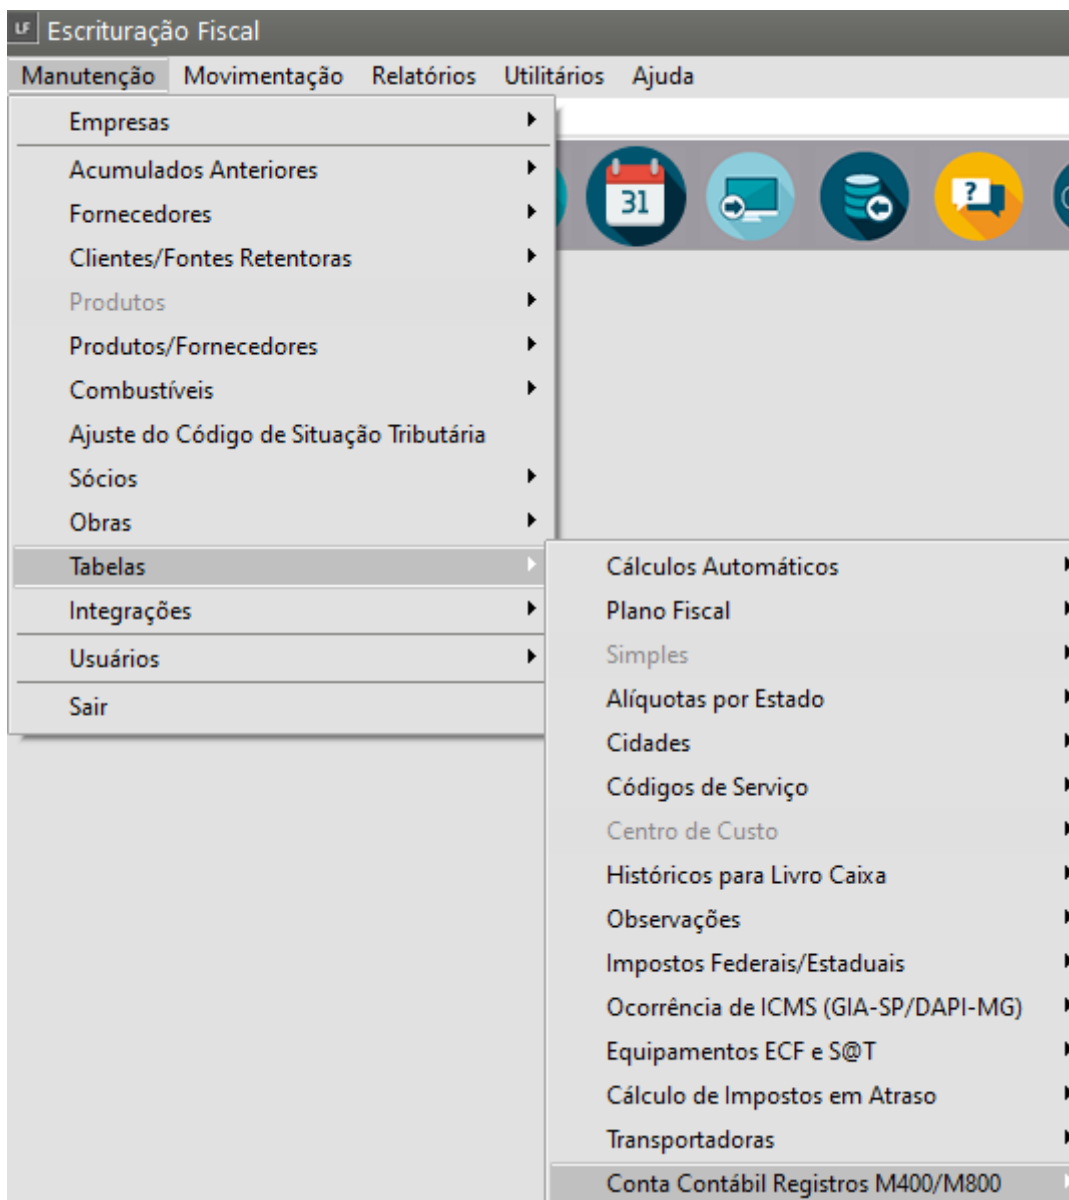 LF Escrituração Fiscal
Manutenção Movimentação Relatórios Utilitários Ajuda
Empresas
Acumulados Anteriores
Fornecedores
Clientes/Fontes Retentoras
Produtos
Produtos/Fornecedores
Combustíveis
Ajuste do Código de Situação Tributária
Sócios
Obras
Tabelas
Integrações
Usuários
Sair
31
?
Cálculos Automáticos
Plano Fiscal
Simples
Alíquotas por Estado
Cidades
Códigos de Serviço
Centro de Custo
Históricos para Livro Caixa
Observações
Impostos Federais/Estaduais
Ocorrência de ICMS (GIA-SP/DAPI-MG)
Equipamentos ECF e S@T
Cálculo de Impostos em Atraso
Transportadoras
Conta Contábil Registros M400/M800